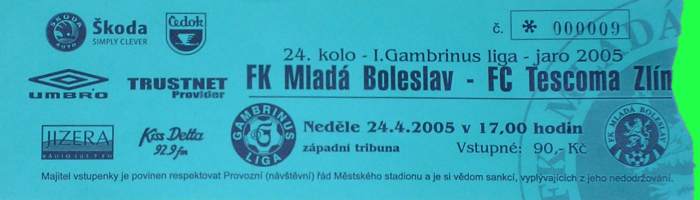 Škoda
SIMPLY CLEVER
ŠKODA
AUTO
Čedok
č. * 000009
24. kolo - I.Gambrinus liga - jaro 2005
FK Mladá Boleslav - FC Tescoma Zlín
UMBRO
TRUSTNET
Provider
JIZERA
Kiss Delta
92.9 fm
GAMBRINUS
LIGA
Neděle 24.4.2005 v 17,00 hodin
západní tribuna Vstupné: 90,- Kč
FK MLADÁ BOLESLAV
FK MLADÁ
Majitel vstupenky je povinen respektovat Provozní (návštěvní) řád Městského stadionu a je si vědom sankcí, vyplývajících z jeho nedodržování.